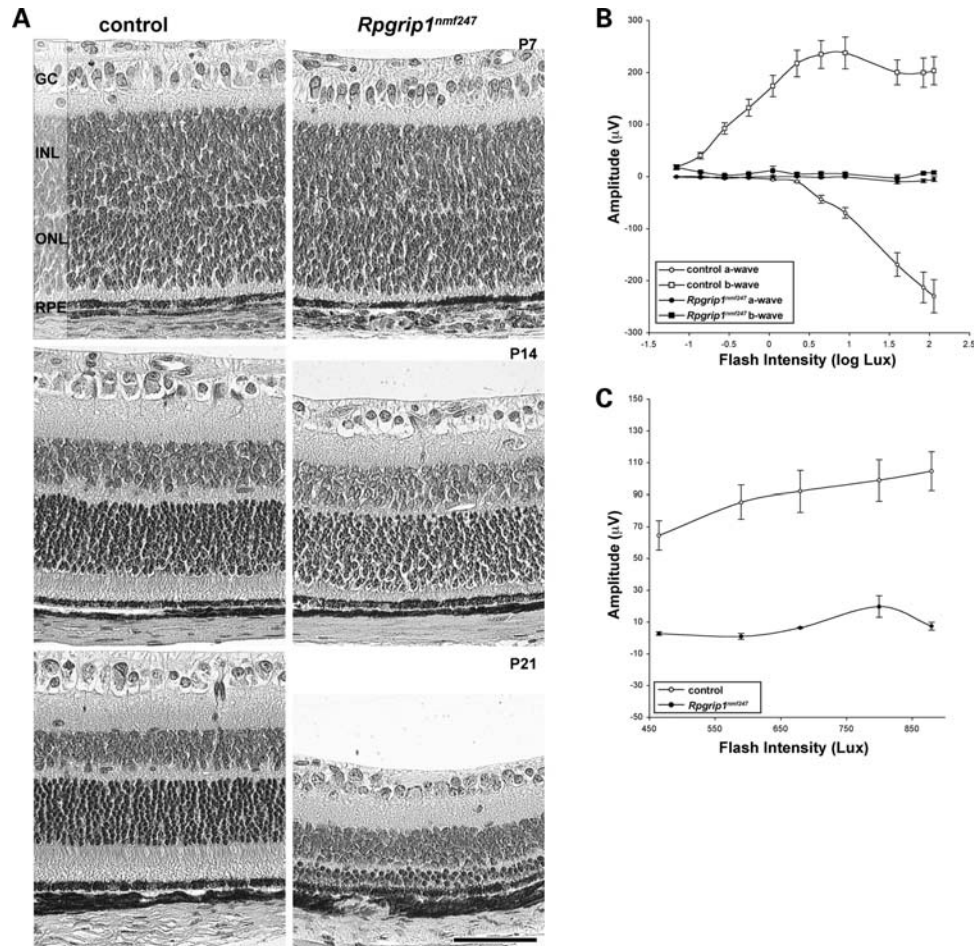 A
control
Rpgrip1nmf247
P7
GC
INL
ONL
RPE
P14
P21
B
300
200
100
0
-100
-200
-300
Amplitude (µV)
control a-wave
control b-wave
Rpgrip1nmf247 a-wave
Rpgrip1nmf247 b-wave
-1.5 -1 -0.5 0 0.5 1 1.5 2 2.5
Flash Intensity (log Lux)
C
150
130
110
90
70
50
30
10
-10
-30
-50
Amplitude (µV)
control
Rpgrip1nmf247
450 550 650 750 850
Flash Intensity (Lux)